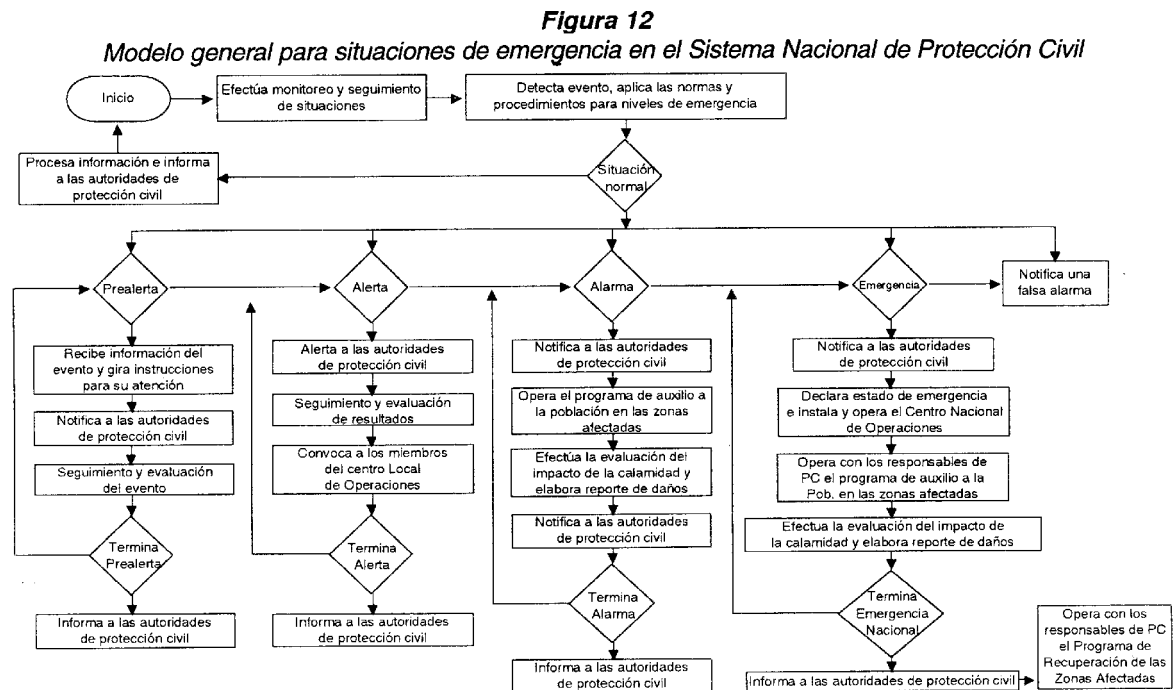 Figura 12
Modelo general para situaciones de emergencia en el Sistema Nacional de Protección Civil
Inicio
Efectúa monitoreo y seguimiento
de situaciones
Detecta evento, aplica las normas y
procedimientos para niveles de emergencia
Procesa información e informa
a las autoridades de
protección civil
Situación
normal
Prealerta
Alerta
Alarma
Emergencia
Notifica una
falsa alarma
Recibe información del
evento y gira instrucciones
para su atención
Notifica a las autoridades
de protección civil
Seguimiento y evaluación
del evento
Termina
Prealerta
Informa a las autoridades
de protección civil
Alerta a las autoridades
de protección civil
Seguimiento y evaluación
de resultados
Convoca a los miembros
del centro Local
de Operaciones
Termina
Alerta
Informa a las autoridades
de protección civil
Notifica a las autoridades
de protección civil
Opera el programa de auxilio a
la población en las zonas
afectadas
Efectúa la evaluación del
impacto de la calamidad y
elabora reporte de daños
Notifica a las autoridades
de protección civil
Termina
Alarma
Informa a las autoridades
de protección civil
Notifica a las autoridades
de protección civil
Declara estado de emergencia
e instala y opera el Centro Nacional
de Operaciones
Opera con los responsables de
PC el programa de auxilio a la
Pob. en las zonas afectadas
Efectua la evaluación del impacto de
la calamidad y elabora reporte de daños
Termina
Emergencia
Nacional
Informa a las autoridades de protección civil
Opera con los
responsables de PC
el Programa de
Recuperación de las
Zonas Afectadas